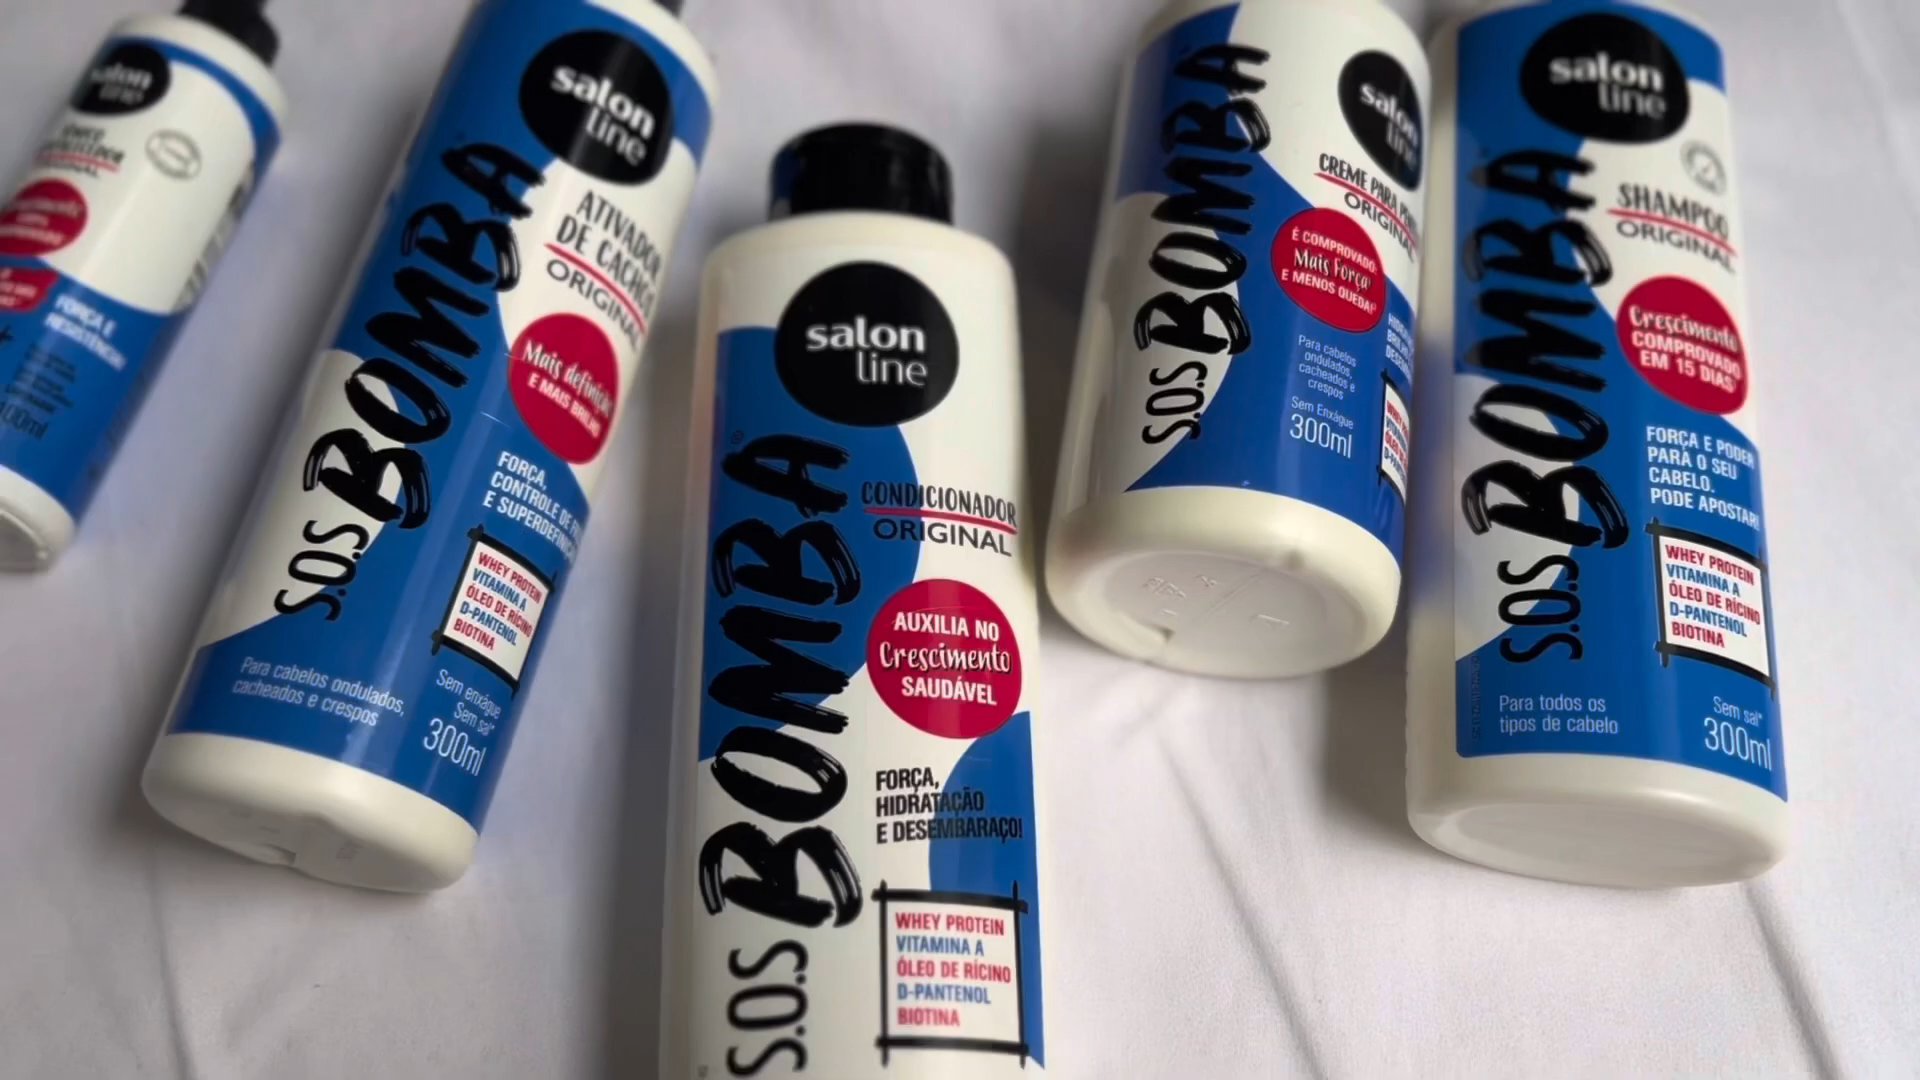 salon
line
ORIGINAL
FORÇA E
RESISTÊNCIA
salon
line
ATIVADOR
DE CACHOS
ORIGINAL
Mais definição
E MAIS BRILHO
S.O.S BOMBA
FORÇA,
CONTROLE DE
E SUPERDEFINIÇÃO
WHEY PROTEIN
VITAMINA A
ÓLEO DE RÍCINO
D-PANTENOL
BIOTINA
Para cabelos ondulados,
cacheados e crespos
Sem enxágue
Sem sal*
300ml
salon
line
S.O.S BOMBA
CONDICIONADOR
ORIGINAL
AUXILIA NO
Crescimento
SAUDÁVEL
FORÇA,
HIDRATAÇÃO
E DESEMBARAÇO!
WHEY PROTEIN
VITAMINA A
ÓLEO DE RÍCINO
D-PANTENOL
BIOTINA
salon
line
S.O.S BOMBA
CREME PARA
ORIGINAL
É COMPROVADO:
Mais Força
E MENOS QUEDA!
Para cabelos
ondulados,
cacheados e
crespos
Sem Enxágue
300ml
salon
line
S.O.S BOMBA
SHAMPOO
ORIGINAL
Crescimento
COMPROVADO
EM 15 DIAS
FORÇA E PODER
PARA O SEU
CABELO.
PODE APOSTAR!
WHEY PROTEIN
VITAMINA A
ÓLEO DE RÍCINO
D-PANTENOL
BIOTINA
Para todos os
tipos de cabelo
Sem sal*
300ml